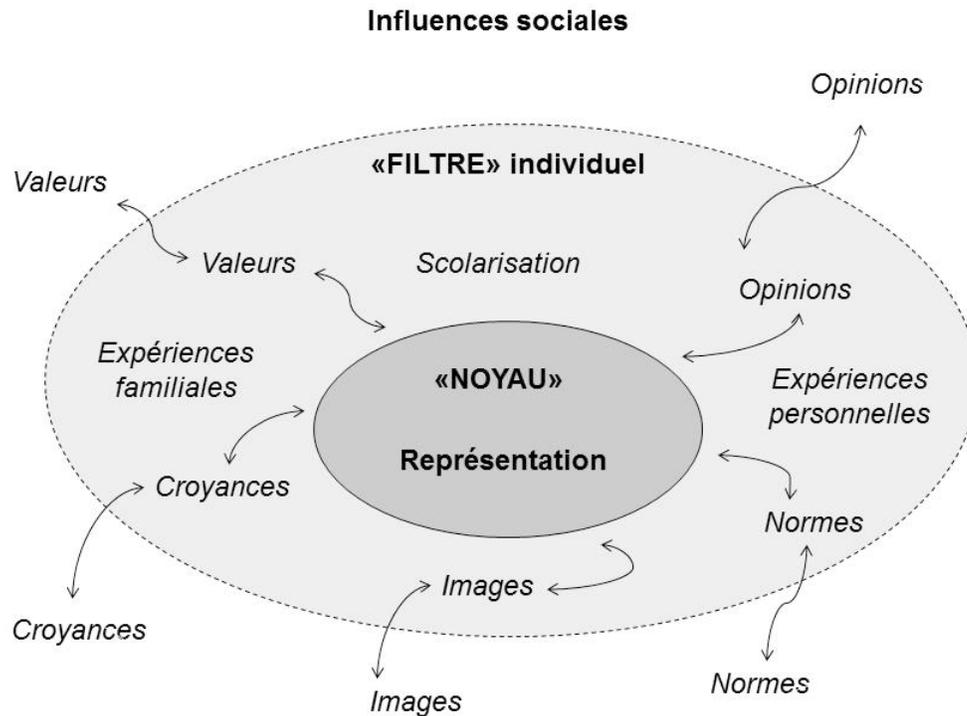 Influences sociales
Opinions
«FILTRE» individuel
Valeurs
Valeurs
Scolarisation
Opinions
Expériences
familiales
«NOYAU»
Expériences
personnelles
Représentation
Croyances
Normes
Images
Croyances
Normes
Images